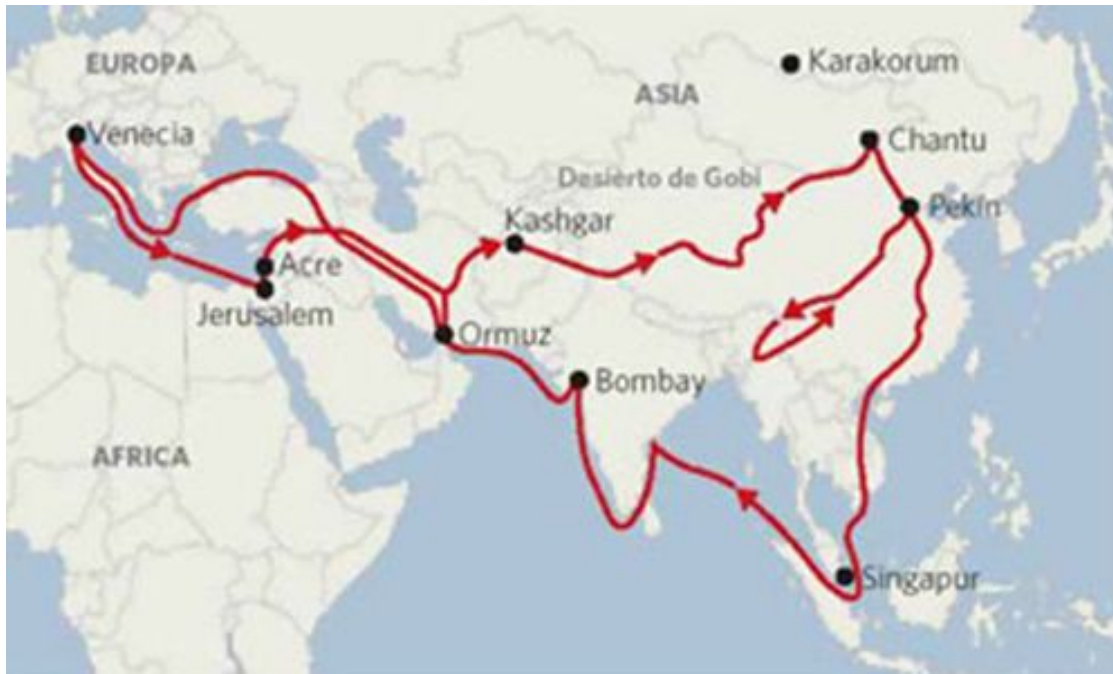 EUROPA
Karakorum
ASIA
Venecia
Chantu
Desierto de Gobi
Kashgar
Pekín
Acre
Jerusalem
Ormuz
Bombay
AFRICA
Singapur